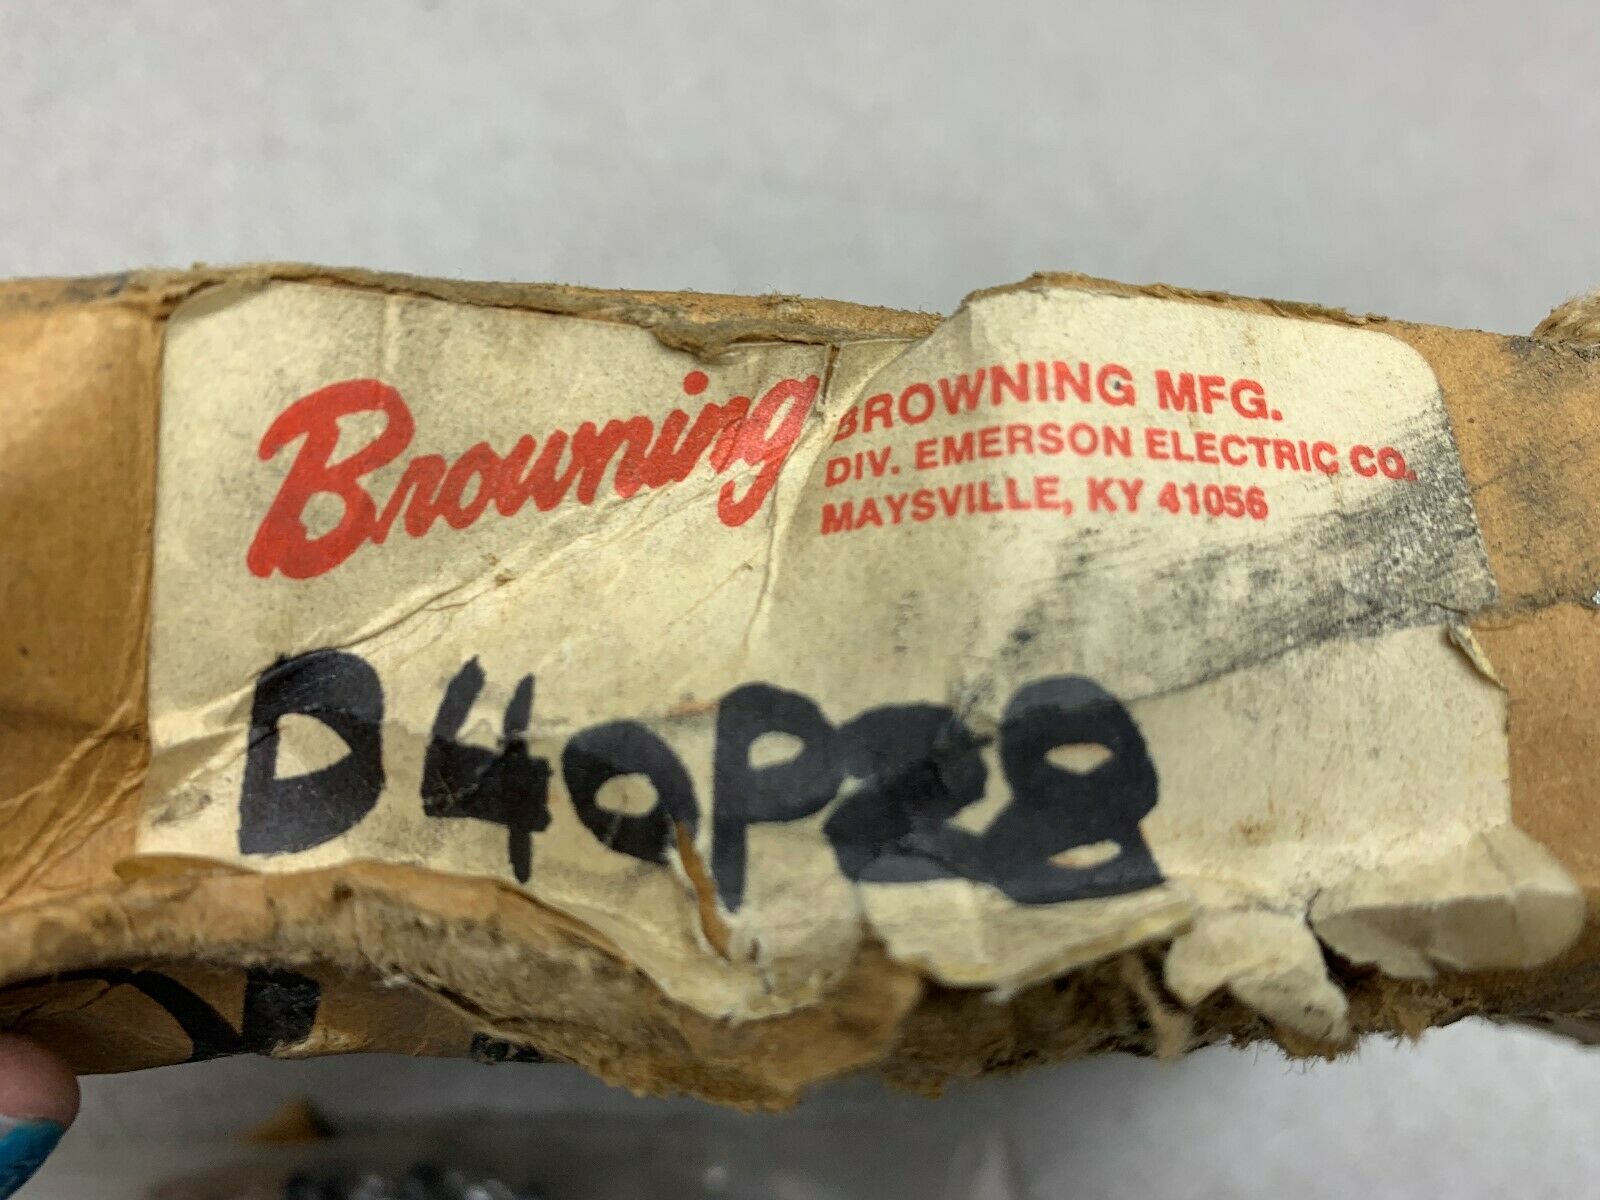 Browning
BROWNING MFG.
DIV. EMERSON ELECTRIC CO.
MAYSVILLE, KY 41056
D40P28